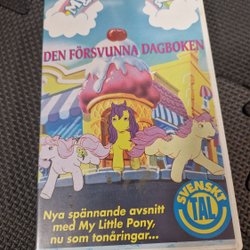 DEN FÖRSVUNNA DAGBOKEN
SVENSKT
TAL
Nya spännande avsnitt
med My Little Pony,
nu som tonåringar...